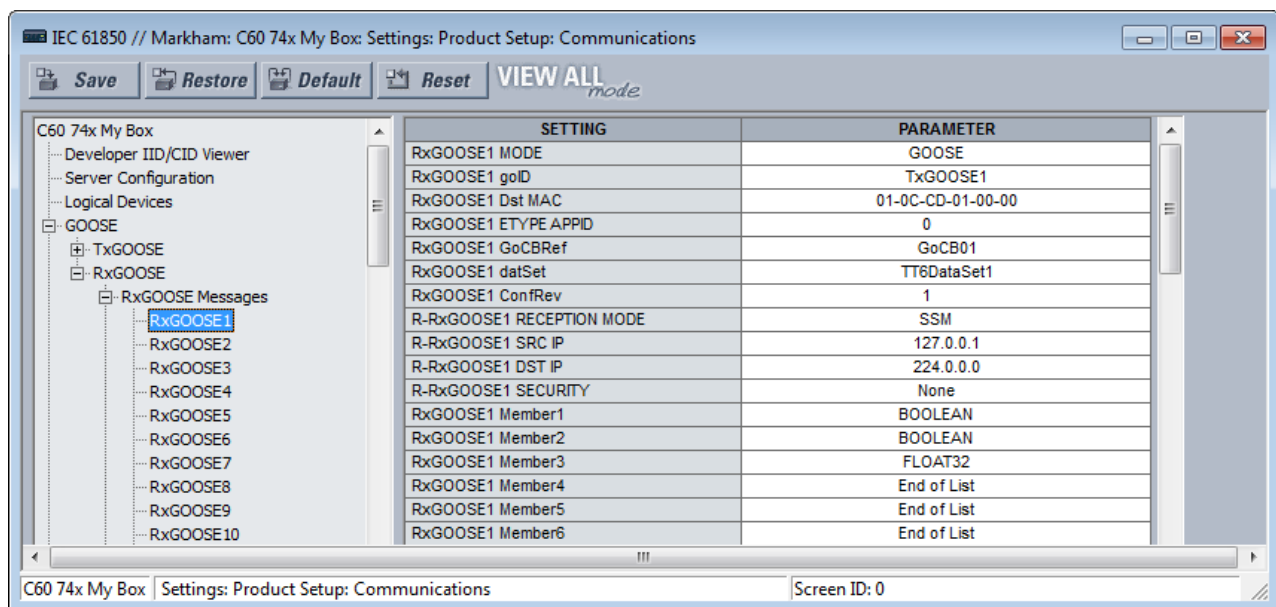 IEC 61850 // Markham: C60 74x My Box: Settings: Product Setup: Communications
Save Restore Default Reset VIEW ALL mode
C60 74x My Box
Developer IID/CID Viewer
Server Configuration
Logical Devices
GOOSE
TxGOOSE
RxGOOSE
RxGOOSE Messages
RxGOOSE1
RxGOOSE2
RxGOOSE3
RxGOOSE4
RxGOOSE5
RxGOOSE6
RxGOOSE7
RxGOOSE8
RxGOOSE9
RxGOOSE10
SETTING PARAMETER
RxGOOSE1 MODE GOOSE
RxGOOSE1 goID TxGOOSE1
RxGOOSE1 Dst MAC 01-0C-CD-01-00-00
RxGOOSE1 ETYPE APPID 0
RxGOOSE1 GoCBRef GoCB01
RxGOOSE1 datSet TT6DataSet1
RxGOOSE1 ConfRev 1
R-RxGOOSE1 RECEPTION MODE SSM
R-RxGOOSE1 SRC IP 127.0.0.1
R-RxGOOSE1 DST IP 224.0.0.0
R-RxGOOSE1 SECURITY None
RxGOOSE1 Member1 BOOLEAN
RxGOOSE1 Member2 BOOLEAN
RxGOOSE1 Member3 FLOAT32
RxGOOSE1 Member4 End of List
RxGOOSE1 Member5 End of List
RxGOOSE1 Member6 End of List
C60 74x My Box Settings: Product Setup: Communications Screen ID: 0